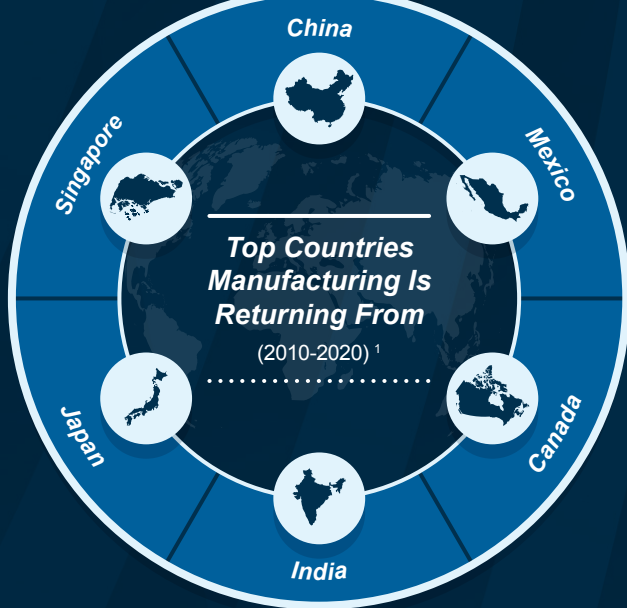 China
Mexico
Canada
India
Japan
Singapore
Top Countries
Manufacturing Is
Returning From
(2010-2020) 1